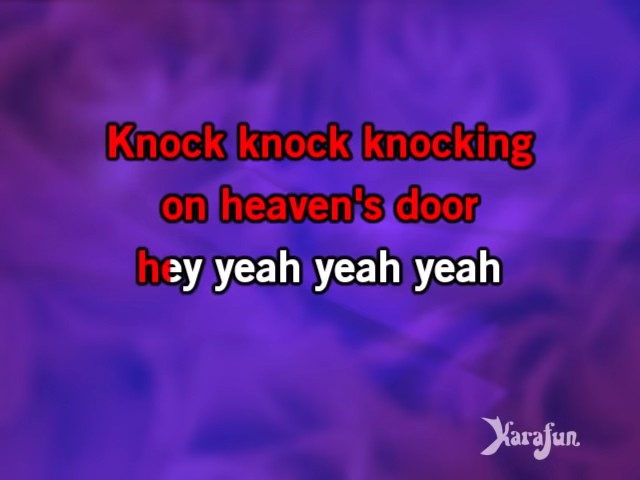 Knock knock knocking
on heaven's door
hey yeah yeah yeah
Karafun